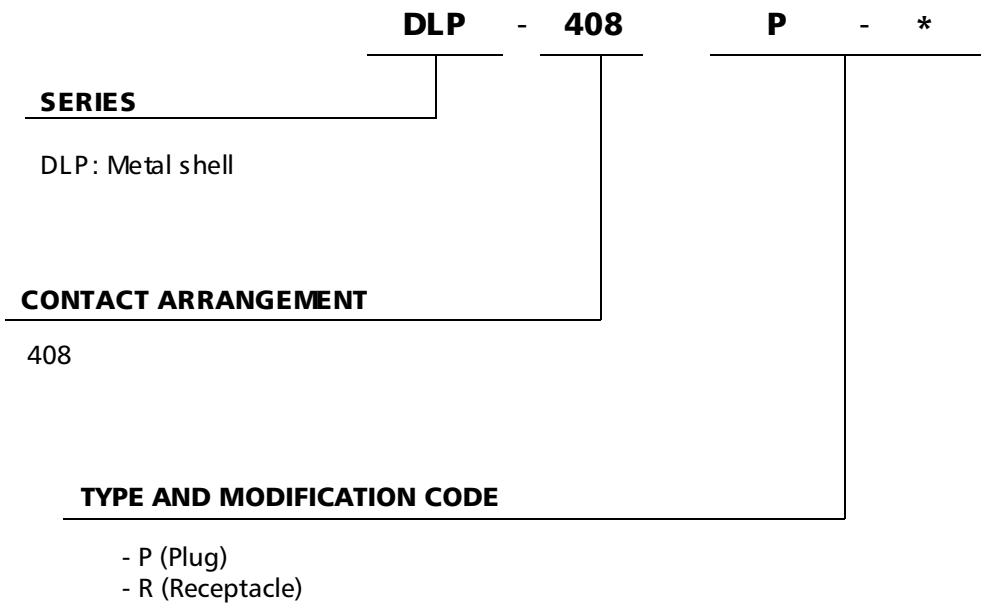 DLP - 408 P - *
SERIES
DLP: Metal shell
CONTACT ARRANGEMENT
408
TYPE AND MODIFICATION CODE
- P (Plug)
- R (Receptacle)